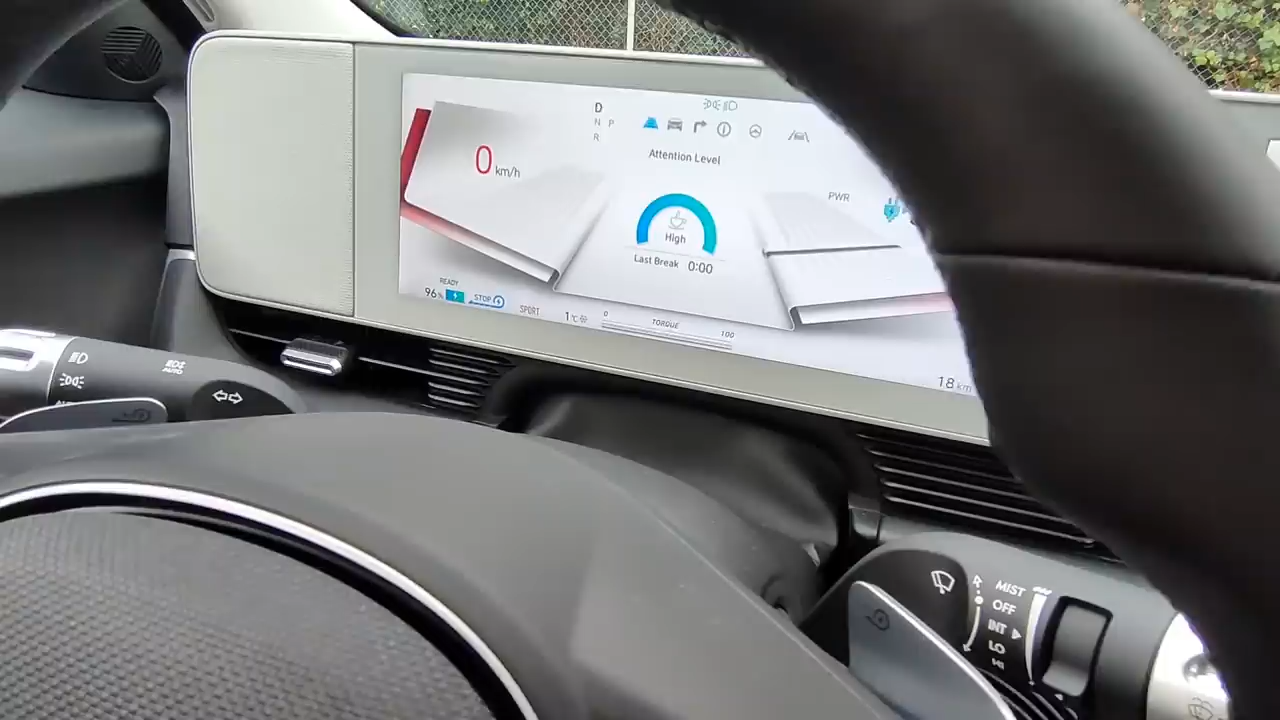 D
N P
R
Attention Level
0 km/h
PWR
High
Last Break 0:00
READY
96%
STOP
SPORT
1℃
0 TORQUE 100
18 km
AUTO
MIST
OFF
INT
LO
HI